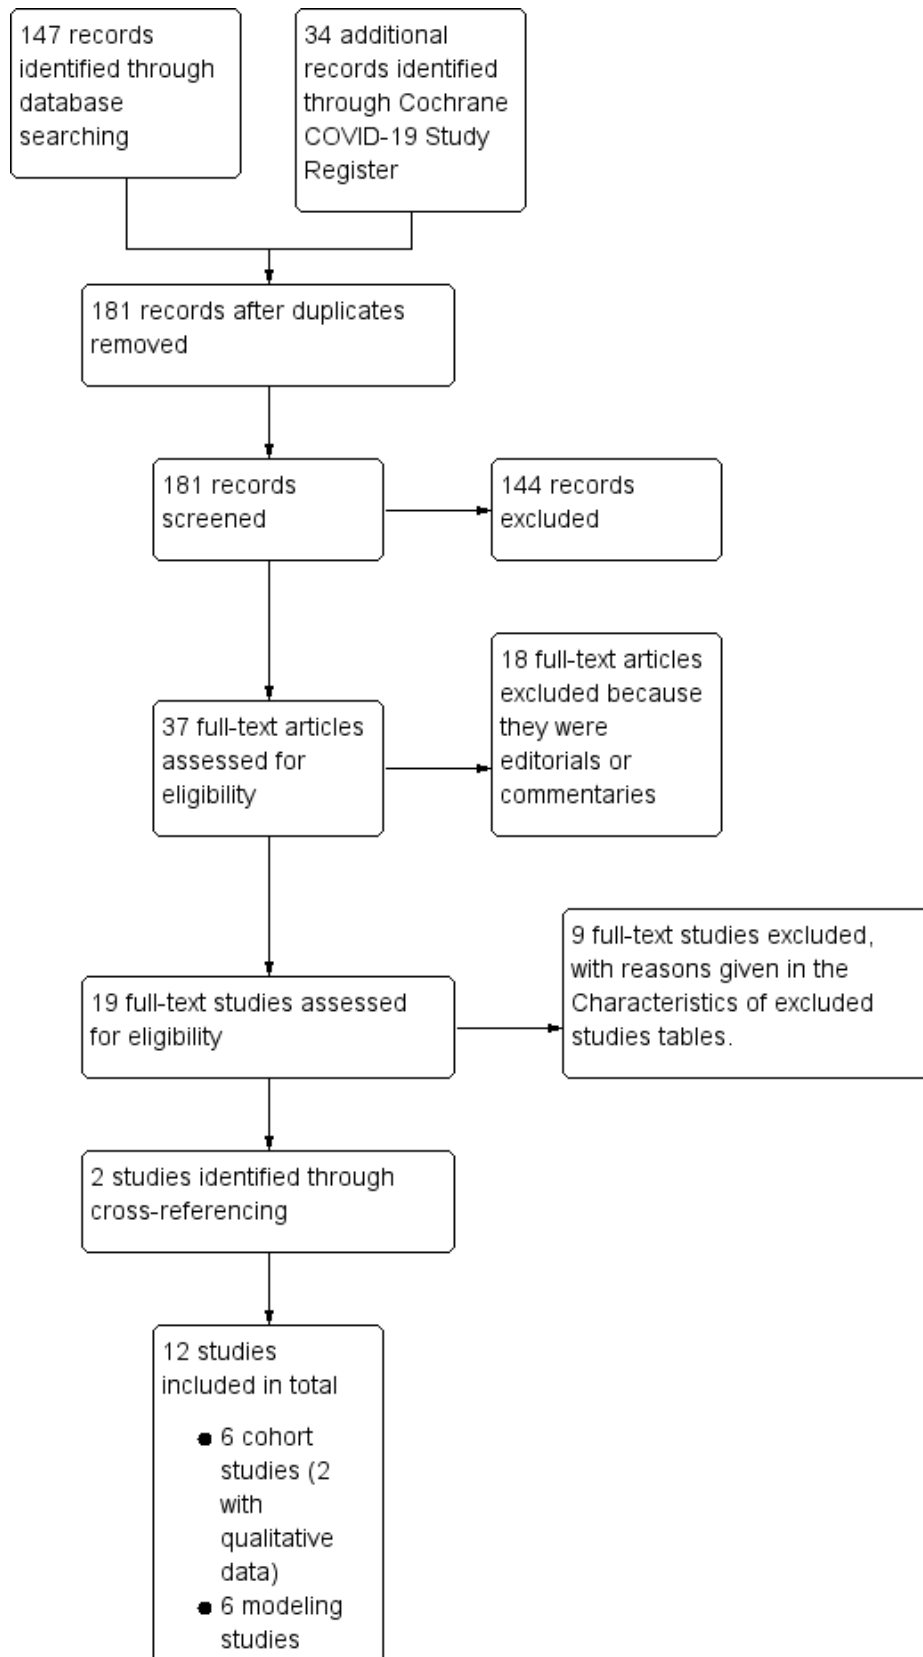 147 records
identified through
database
searching
34 additional
records identified
through Cochrane
COVID-19 Study
Register
181 records after duplicates
removed
181 records
screened
144 records
excluded
18 full-text articles
excluded because
they were
editorials or
commentaries
37 full-text articles
assessed for
eligibility
9 full-text studies excluded,
with reasons given in the
Characteristics of excluded
studies tables.
19 full-text studies assessed
for eligibility
2 studies identified through
cross-referencing
12 studies
included in total
● 6 cohort
studies (2
with
qualitative
data)
● 6 modeling
studies